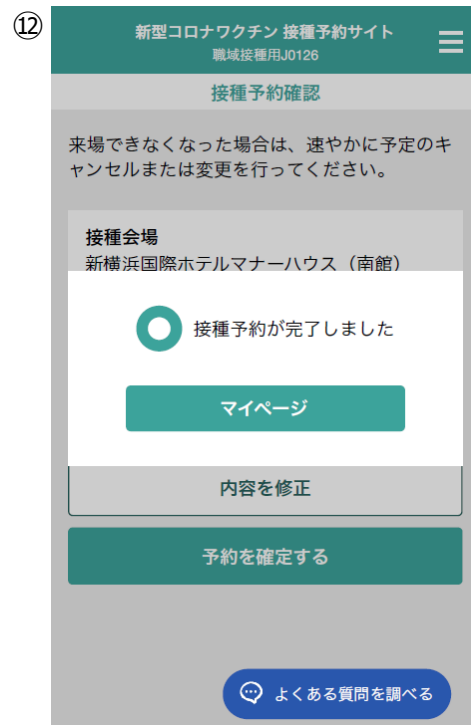 ⑫
新型コロナワクチン 接種予約サイト
職域接種用J0126
接種予約確認
来場できなくなった場合は、速やかに予定のキ
ャンセルまたは変更を行ってください。
接種会場
新横浜国際ホテルマナーハウス（南館）
接種予約が完了しました
マイページ
内容を修正
予約を確定する
よくある質問を調べる